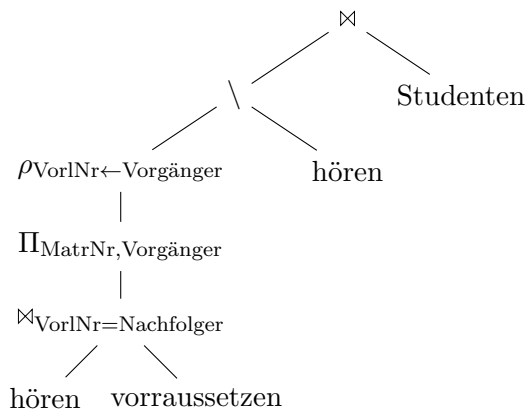 ⋈
\ Studenten
ρVorlNr←Vorgänger hören
ΠMatrNr,Vorgänger
⋈VorlNr=Nachfolger
hören vorraussetzen